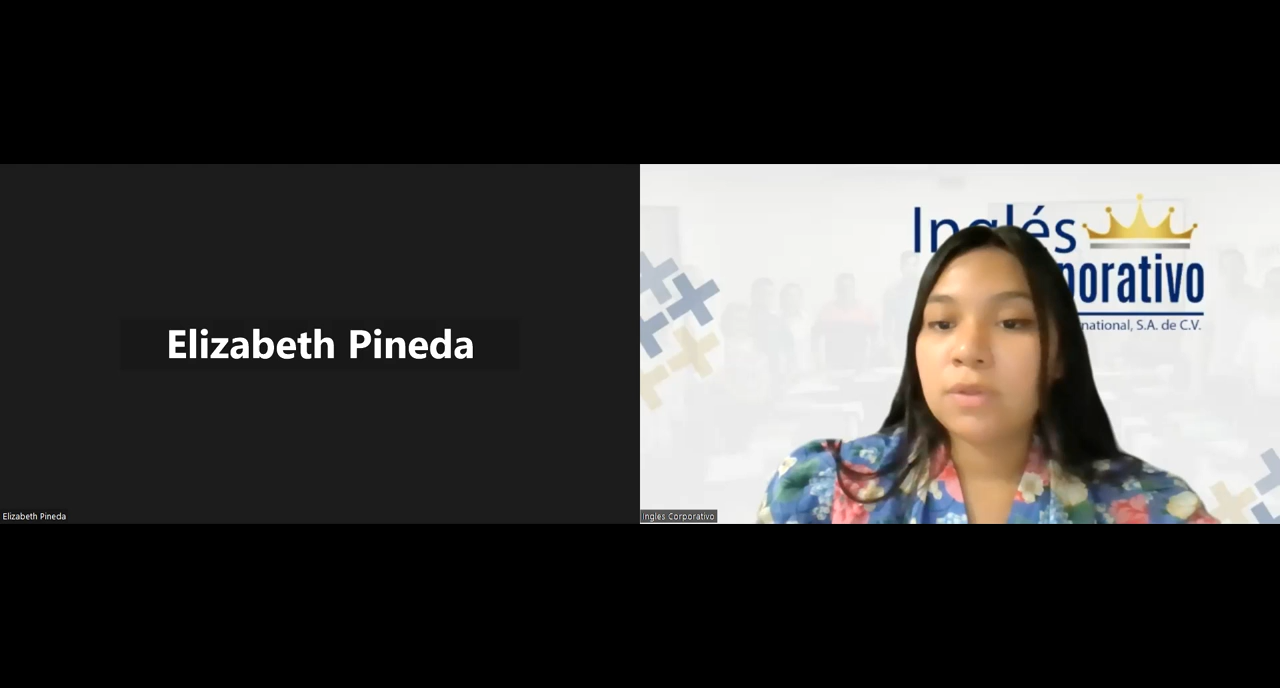 Elizabeth Pineda
Elizabeth Pineda
Inglés
porativo
national, S.A. de C.V.
Ingles Corporativo